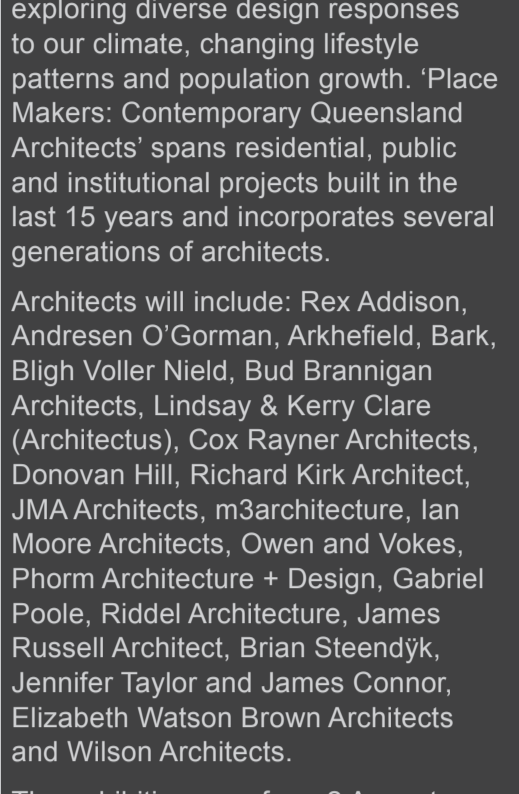 exploring diverse design responses
to our climate, changing lifestyle
patterns and population growth. ‘Place
Makers: Contemporary Queensland
Architects’ spans residential, public
and institutional projects built in the
last 15 years and incorporates several
generations of architects.
Architects will include: Rex Addison,
Andresen O’Gorman, Arkhefield, Bark,
Bligh Voller Nield, Bud Brannigan
Architects, Lindsay & Kerry Clare
(Architectus), Cox Rayner Architects,
Donovan Hill, Richard Kirk Architect,
JMA Architects, m3architecture, Ian
Moore Architects, Owen and Vokes,
Phorm Architecture + Design, Gabriel
Poole, Riddel Architecture, James
Russell Architect, Brian Steendÿk,
Jennifer Taylor and James Connor,
Elizabeth Watson Brown Architects
and Wilson Architects.